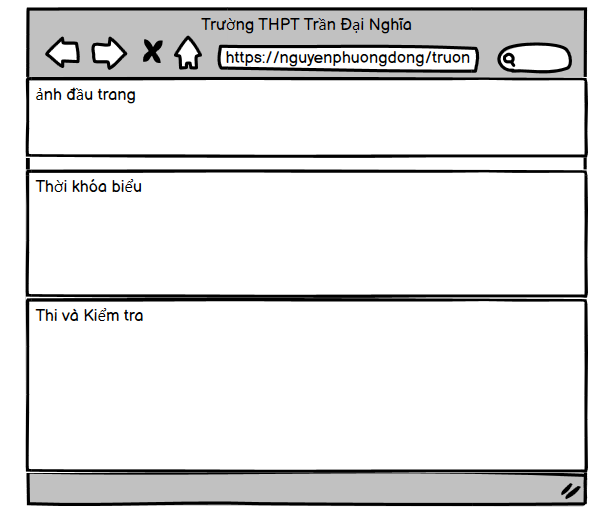 Trường THPT Trần Đại Nghĩa
https://nguyenphuongdong/truon
ảnh đầu trang
Thời khóa biểu
Thi và Kiểm tra